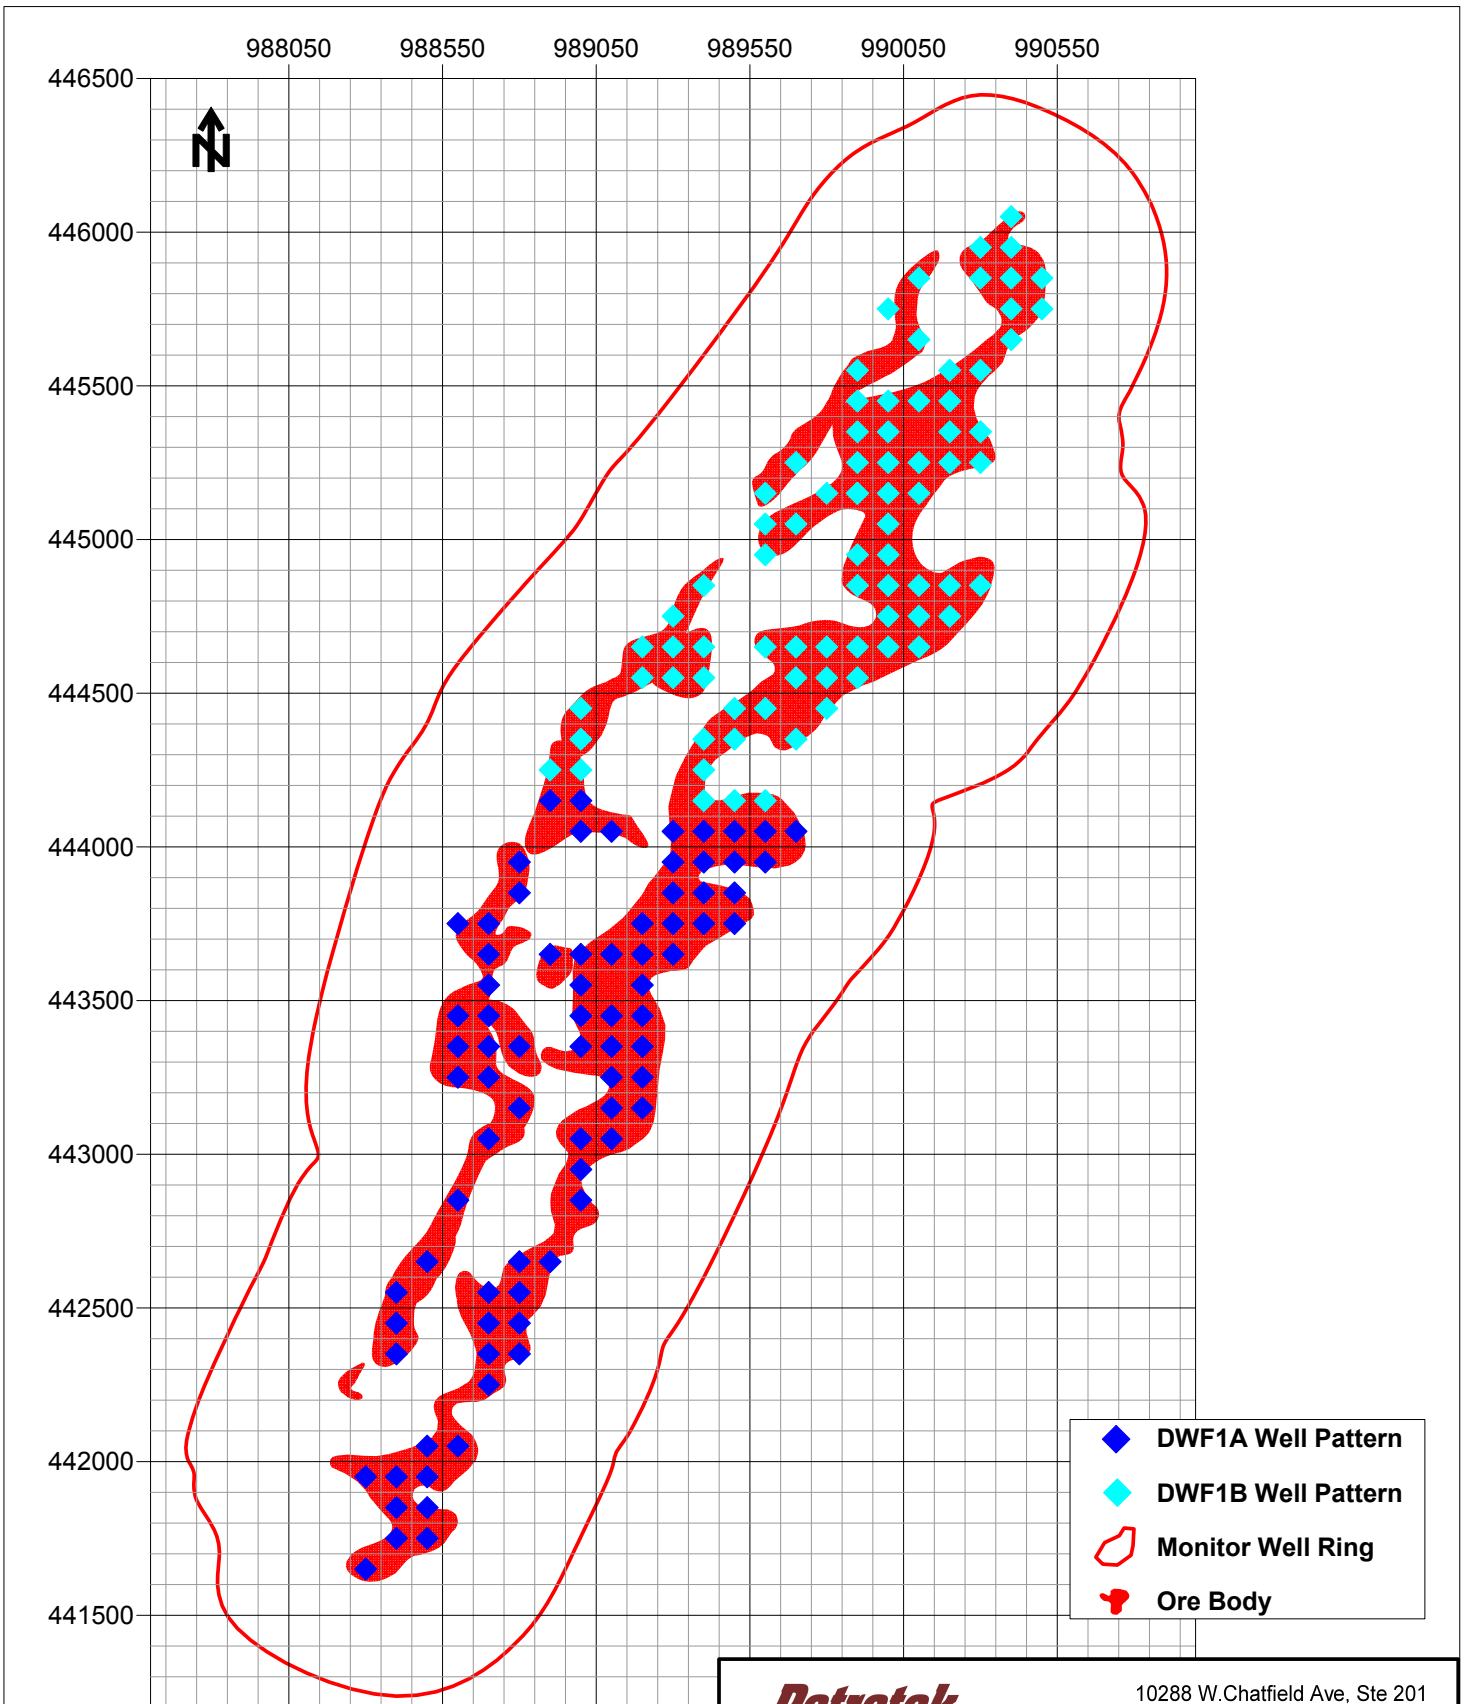 988050 988550 989050 989550 990050 990550
446500
N
446000
445500
445000
444500
444000
443500
443000
442500
442000
441500
DWF1A Well Pattern
DWF1B Well Pattern
Monitor Well Ring
Ore Body
Petrotek
10288 W.Chatfield Ave, Ste 201